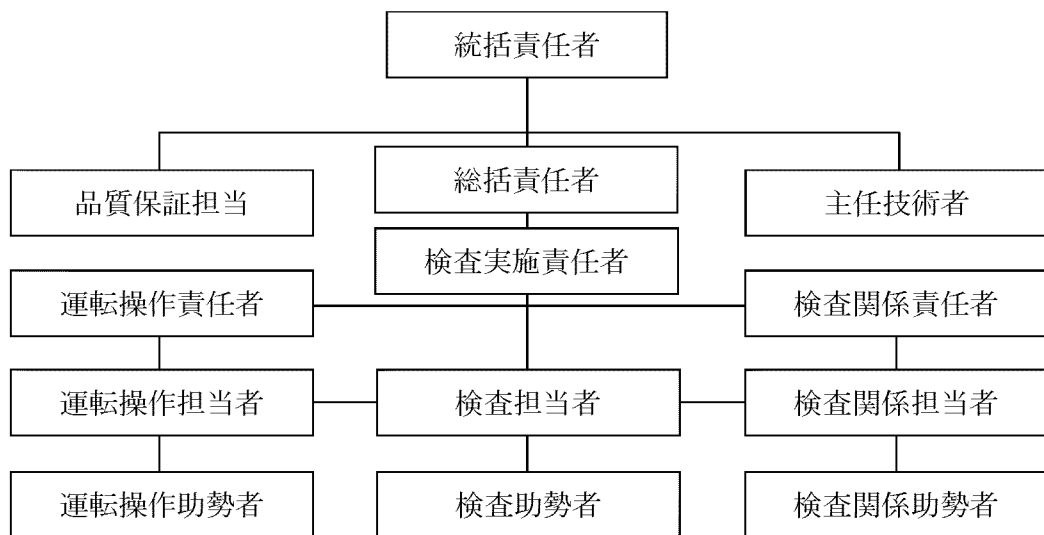 統括責任者
品質保証担当
総括責任者
主任技術者
検査実施責任者
運転操作責任者
検査関係責任者
運転操作担当者
検査担当者
検査関係担当者
運転操作助勢者
検査助勢者
検査関係助勢者